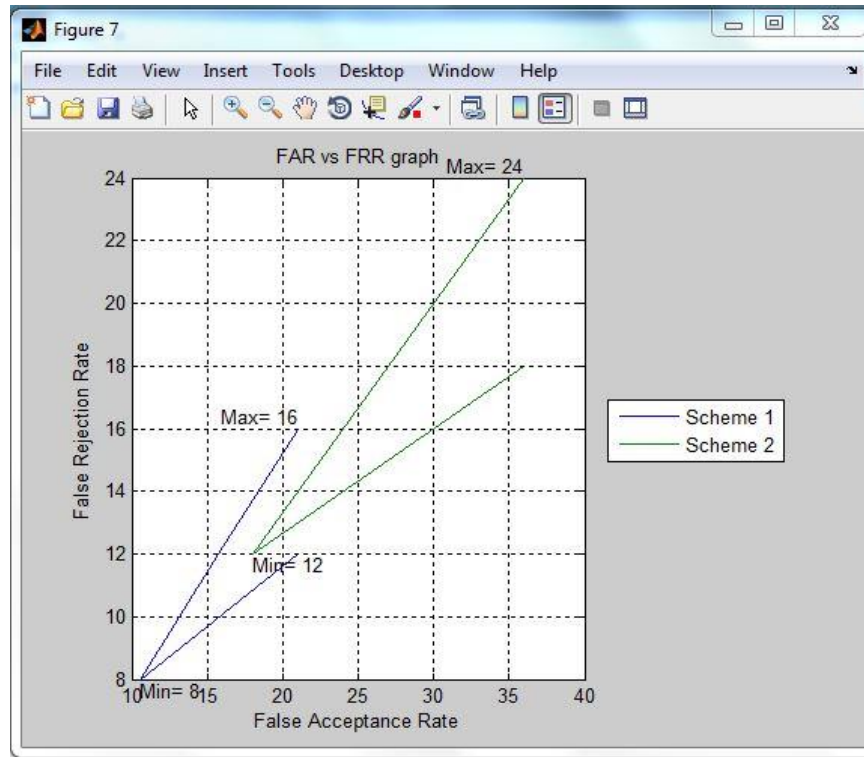 Figure 7
File Edit View Insert Tools Desktop Window Help
FAR vs FRR graph
Max= 24
24
22
20
18
16
14
12
10
8
False Rejection Rate
Max= 16
Min= 12
Min= 8
10 15 20 25 30 35 40
False Acceptance Rate
Scheme 1
Scheme 2